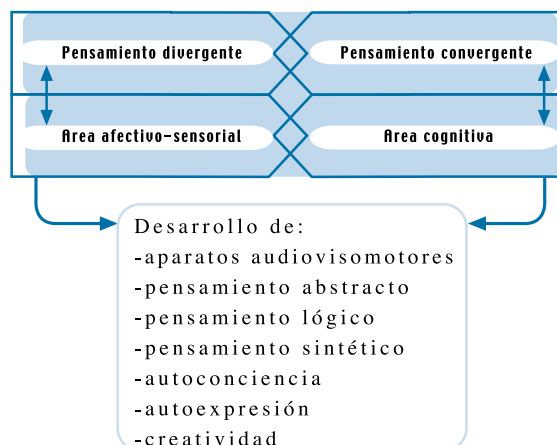 Pensamiento divergente
Pensamiento convergente
Area afectivo-sensorial
Area cognitiva
Desarrollo de:
-aparatos audiovisomotores
-pensamiento abstracto
-pensamiento lógico
-pensamiento sintético
-autoconciencia
-autoexpresión
-creatividad